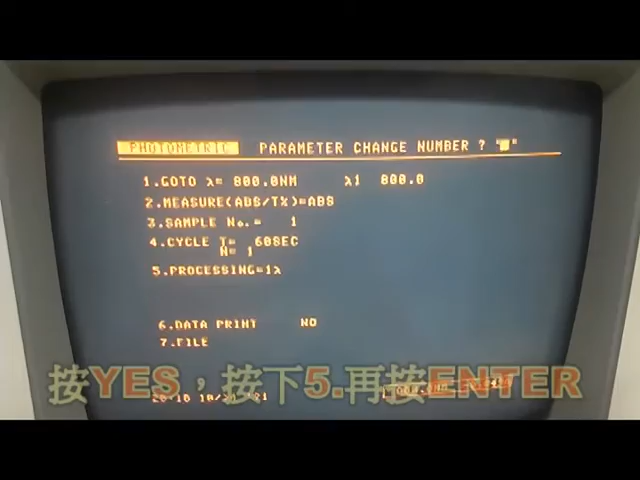 PHOTOMETRIC PARAMETER CHANGE NUMBER ? " "
1.GOTO λ= 800.0NM λ1 800.0
2.MEASURE(ABS/T%)=ABS
3.SAMPLE No.= 1
4.CYCLE T= 60SEC
N= 1
5.PROCESSING=1λ
6.DATA PRINT NO
7.FILE
按YES，按下5.再按ENTER